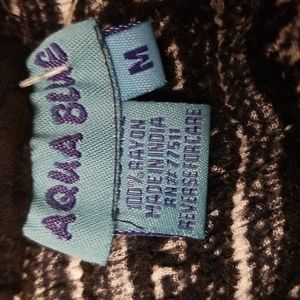 AQUA BLUE
M
100% RAYON
MADE IN INDIA
RN# 77511
REVERSE FOR CARE